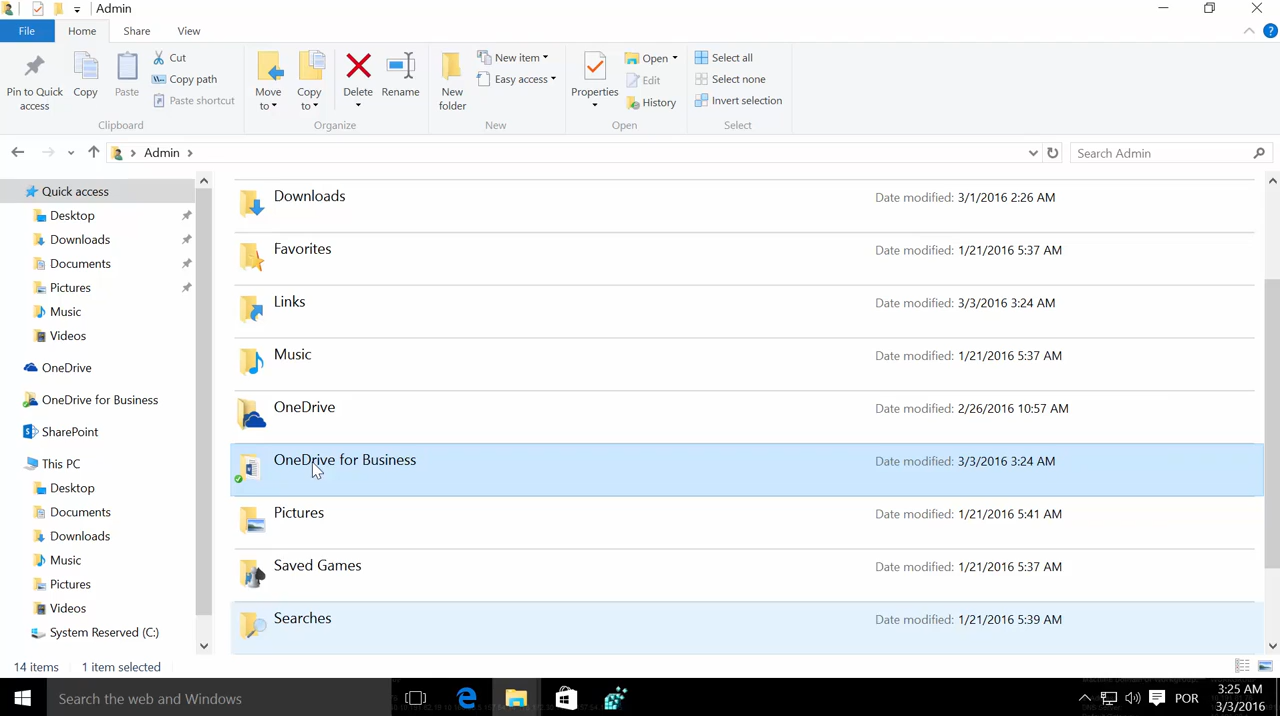 Admin
File Home Share View
Pin to Quick access
Copy
Paste
Cut
Copy path
Paste shortcut
Clipboard
Move to
Copy to
Delete
Rename
Organize
New folder
New item
Easy access
New
Properties
Open
Edit
History
Open
Select all
Select none
Invert selection
Select
Admin
Search Admin
Quick access
Desktop
Downloads
Documents
Pictures
Music
Videos
OneDrive
OneDrive for Business
SharePoint
This PC
Desktop
Documents
Downloads
Music
Pictures
Videos
System Reserved (C:)
Downloads Date modified: 3/1/2016 2:26 AM
Favorites Date modified: 1/21/2016 5:37 AM
Links Date modified: 3/3/2016 3:24 AM
Music Date modified: 1/21/2016 5:37 AM
OneDrive Date modified: 2/26/2016 10:57 AM
OneDrive for Business Date modified: 3/3/2016 3:24 AM
Pictures Date modified: 1/21/2016 5:41 AM
Saved Games Date modified: 1/21/2016 5:37 AM
Searches Date modified: 1/21/2016 5:39 AM
14 items 1 item selected
Search the web and Windows
POR
3:25 AM
3/3/2016